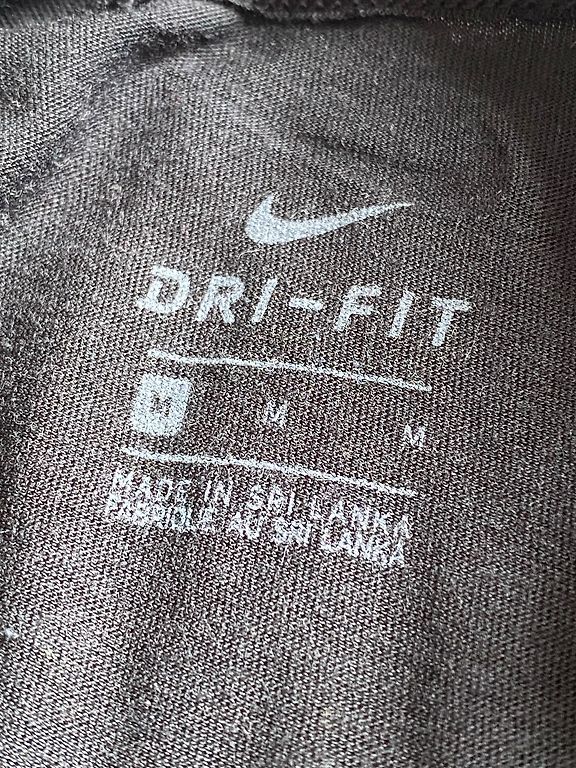 DRI-FIT
M M M
MADE IN SRI LANKA
FABRIQUÉ AU SRI LANKA